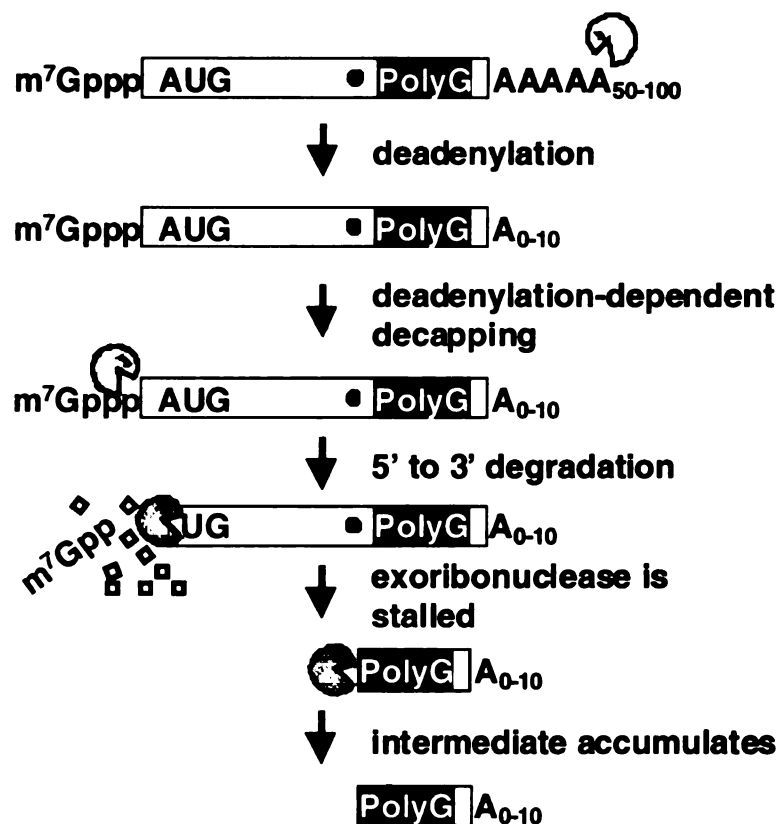 m⁷Gppp AUG PolyG AAAAA₅₀₋₁₀₀
deadenylation
m⁷Gppp AUG PolyG A₀₋₁₀
deadenylation-dependent
decapping
m⁷Gppp AUG PolyG A₀₋₁₀
5' to 3' degradation
m⁷Gpp UG PolyG A₀₋₁₀
exoribonuclease is
stalled
PolyG A₀₋₁₀
intermediate accumulates
PolyG A₀₋₁₀